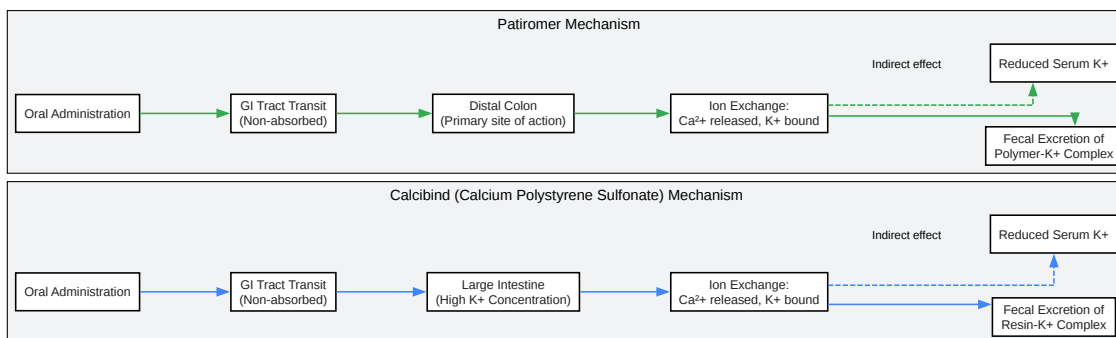 Patiromer Mechanism
Indirect effect
Reduced Serum K+
Oral Administration
GI Tract Transit
(Non-absorbed)
Distal Colon
(Primary site of action)
Ion Exchange:
Ca²⁺ released, K+ bound
Fecal Excretion of
Polymer-K+ Complex
Calcibind (Calcium Polystyrene Sulfonate) Mechanism
Indirect effect
Reduced Serum K+
Oral Administration
GI Tract Transit
(Non-absorbed)
Large Intestine
(High K+ Concentration)
Ion Exchange:
Ca²⁺ released, K+ bound
Fecal Excretion of
Resin-K+ Complex